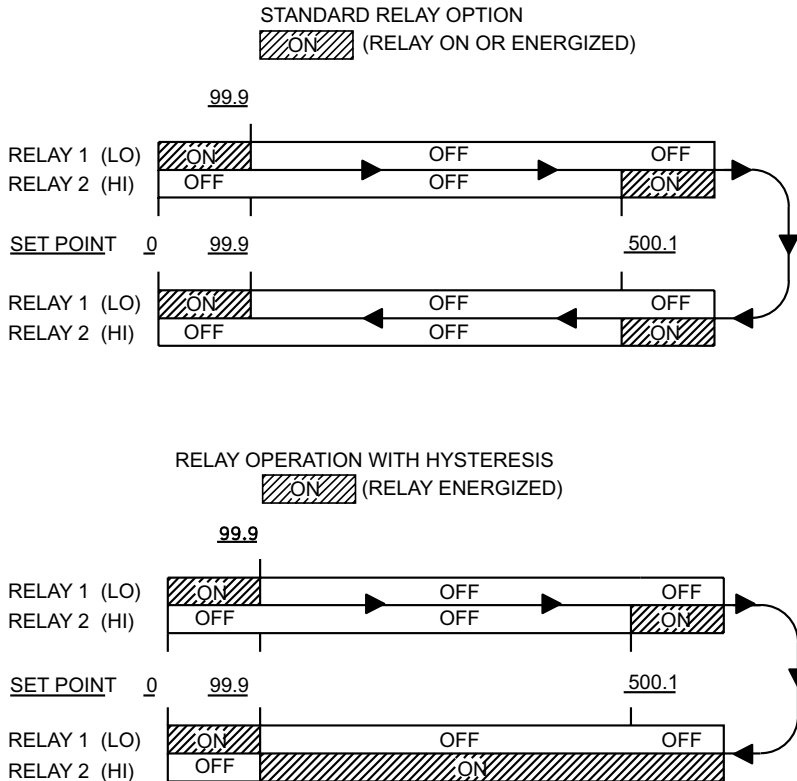 STANDARD RELAY OPTION
ON (RELAY ON OR ENERGIZED)
99.9
RELAY 1 (LO) ON OFF OFF
RELAY 2 (HI) OFF OFF ON
SET POINT 0 99.9 500.1
RELAY 1 (LO) ON OFF OFF
RELAY 2 (HI) OFF OFF ON
RELAY OPERATION WITH HYSTERESIS
ON (RELAY ENERGIZED)
99.9
RELAY 1 (LO) ON OFF OFF
RELAY 2 (HI) OFF OFF ON
SET POINT 0 99.9 500.1
RELAY 1 (LO) ON OFF OFF
RELAY 2 (HI) OFF ON